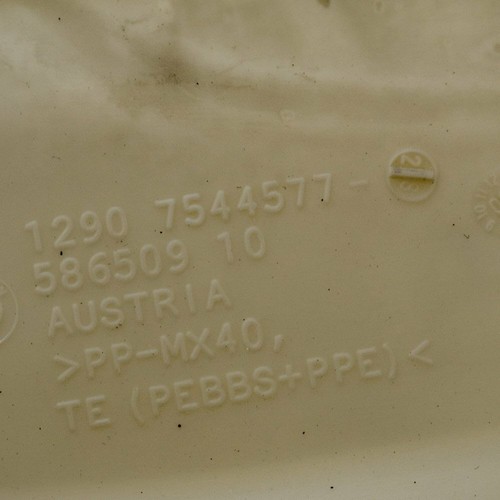 1290 7544577-
586509 10
AUSTRIA
>PP-MX40,
TE (PEBBS+PPE)<